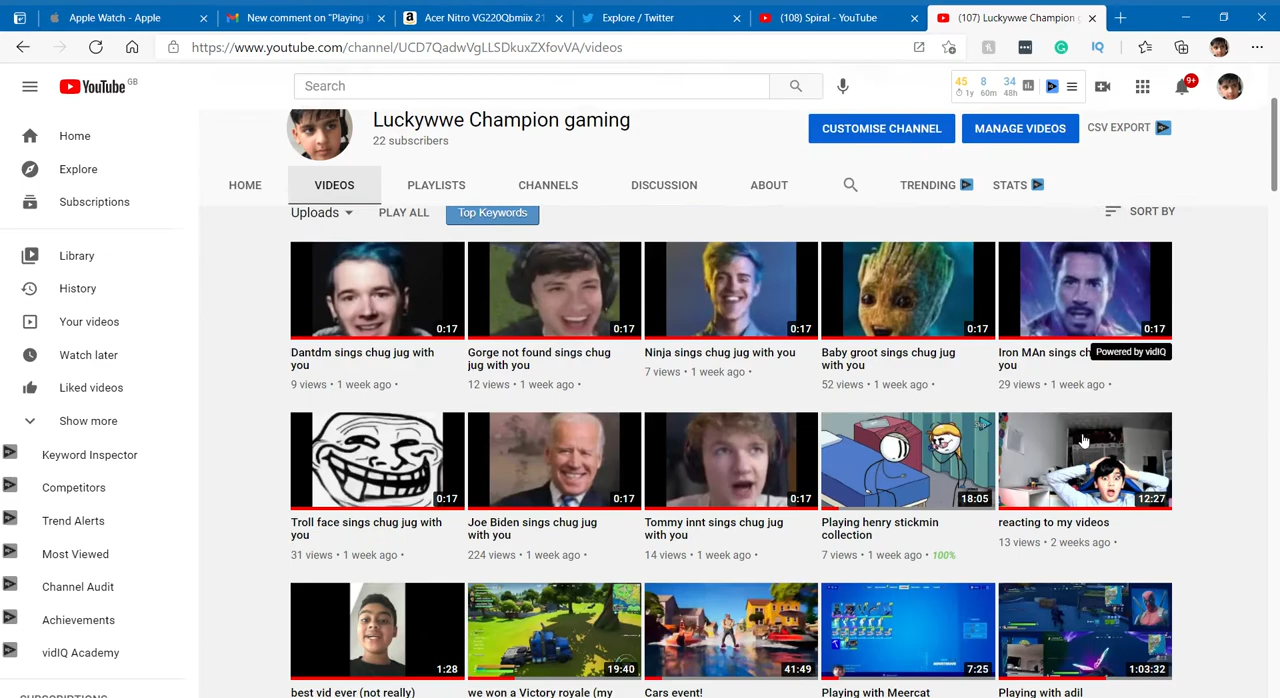 Apple Watch - Apple
New comment on "Playing
Acer Nitro VG220Qbmiix 21
Explore / Twitter
(108) Spiral - YouTube
(107) Luckywwe Champion g
https://www.youtube.com/channel/UCD7QadwVgLLSDkuxZXfovVA/videos
YouTube GB
Search
45 8 34
1y 60m 48h
9+
Luckywwe Champion gaming
22 subscribers
CUSTOMISE CHANNEL
MANAGE VIDEOS
CSV EXPORT
HOME
VIDEOS
PLAYLISTS
CHANNELS
DISCUSSION
ABOUT
TRENDING
STATS
Uploads
PLAY ALL
Top Keywords
SORT BY
Home
Explore
Subscriptions
Library
History
Your videos
Watch later
Liked videos
Show more
Keyword Inspector
Competitors
Trend Alerts
Most Viewed
Channel Audit
Achievements
vidIQ Academy
SUBSCRIPTIONS
0:17
Dantdm sings chug jug with
you
9 views • 1 week ago •
0:17
Gorge not found sings chug
jug with you
12 views • 1 week ago •
0:17
Ninja sings chug jug with you
7 views • 1 week ago •
0:17
Baby groot sings chug jug
with you
52 views • 1 week ago •
0:17
Iron MAn sings ch
you
Powered by vidIQ
29 views • 1 week ago •
0:17
Troll face sings chug jug with
you
31 views • 1 week ago •
0:17
Joe Biden sings chug jug
with you
224 views • 1 week ago •
0:17
Tommy innt sings chug jug
with you
14 views • 1 week ago •
18:05
Playing henry stickmin
collection
7 views • 1 week ago • 100%
12:27
reacting to my videos
13 views • 2 weeks ago •
1:28
best vid ever (not really)
19:40
we won a Victory royale (my
41:49
Cars event!
7:25
Playing with Meercat
1:03:32
Playing with adil